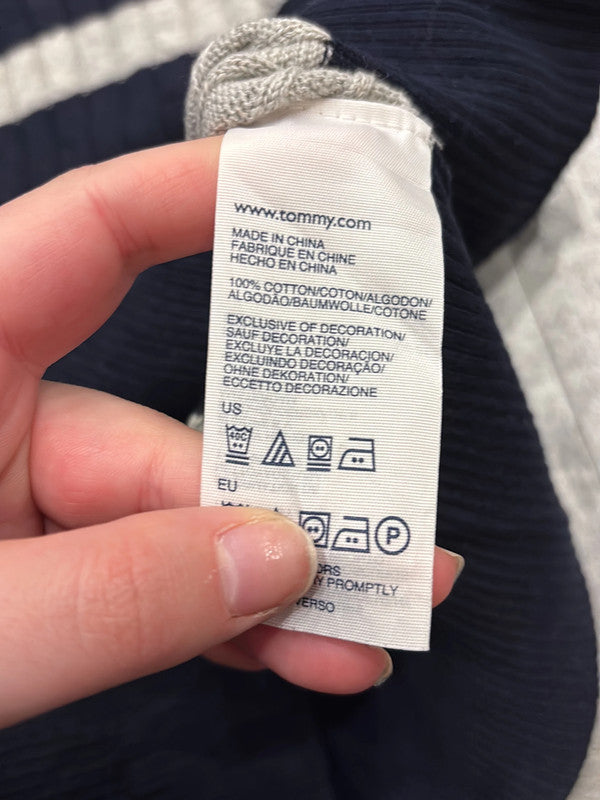 www.tommy.com
MADE IN CHINA
FABRIQUE EN CHINE
HECHO EN CHINA
100% COTTON/COTON/ALGODON/
ALGODÃO/BAUMWOLLE/COTONE
EXCLUSIVE OF DECORATION/
SAUF DECORATION/
EXCLUYE LA DECORACION/
EXCLUINDO DECORAÇÃO/
OHNE DEKORATION/
ECCETTO DECORAZIONE
US
40C
EU
P
PROMPTLY